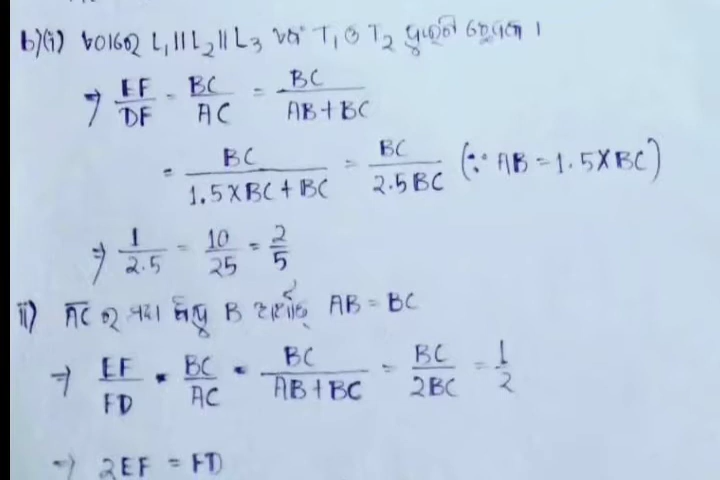 b)(i) ଚିତ୍ରରେ L₁ || L₂ || L₃ ଏବଂ T₁ ଓ T₂ ଦୁଇଟି ଛେଦକ ।
⇒ EF/DF = BC/AC = BC/(AB+BC)
= BC/(1.5×BC+BC) = BC/2.5BC (∵ AB = 1.5×BC)
⇒ 1/2.5 = 10/25 = 2/5
ii) A̅C̅ ର ମଧ୍ୟ ବିନ୍ଦୁ B ଅର୍ଥାତ୍ AB = BC
⇒ EF/FD = BC/AC = BC/(AB+BC) = BC/2BC = 1/2
⇒ 2EF = FD